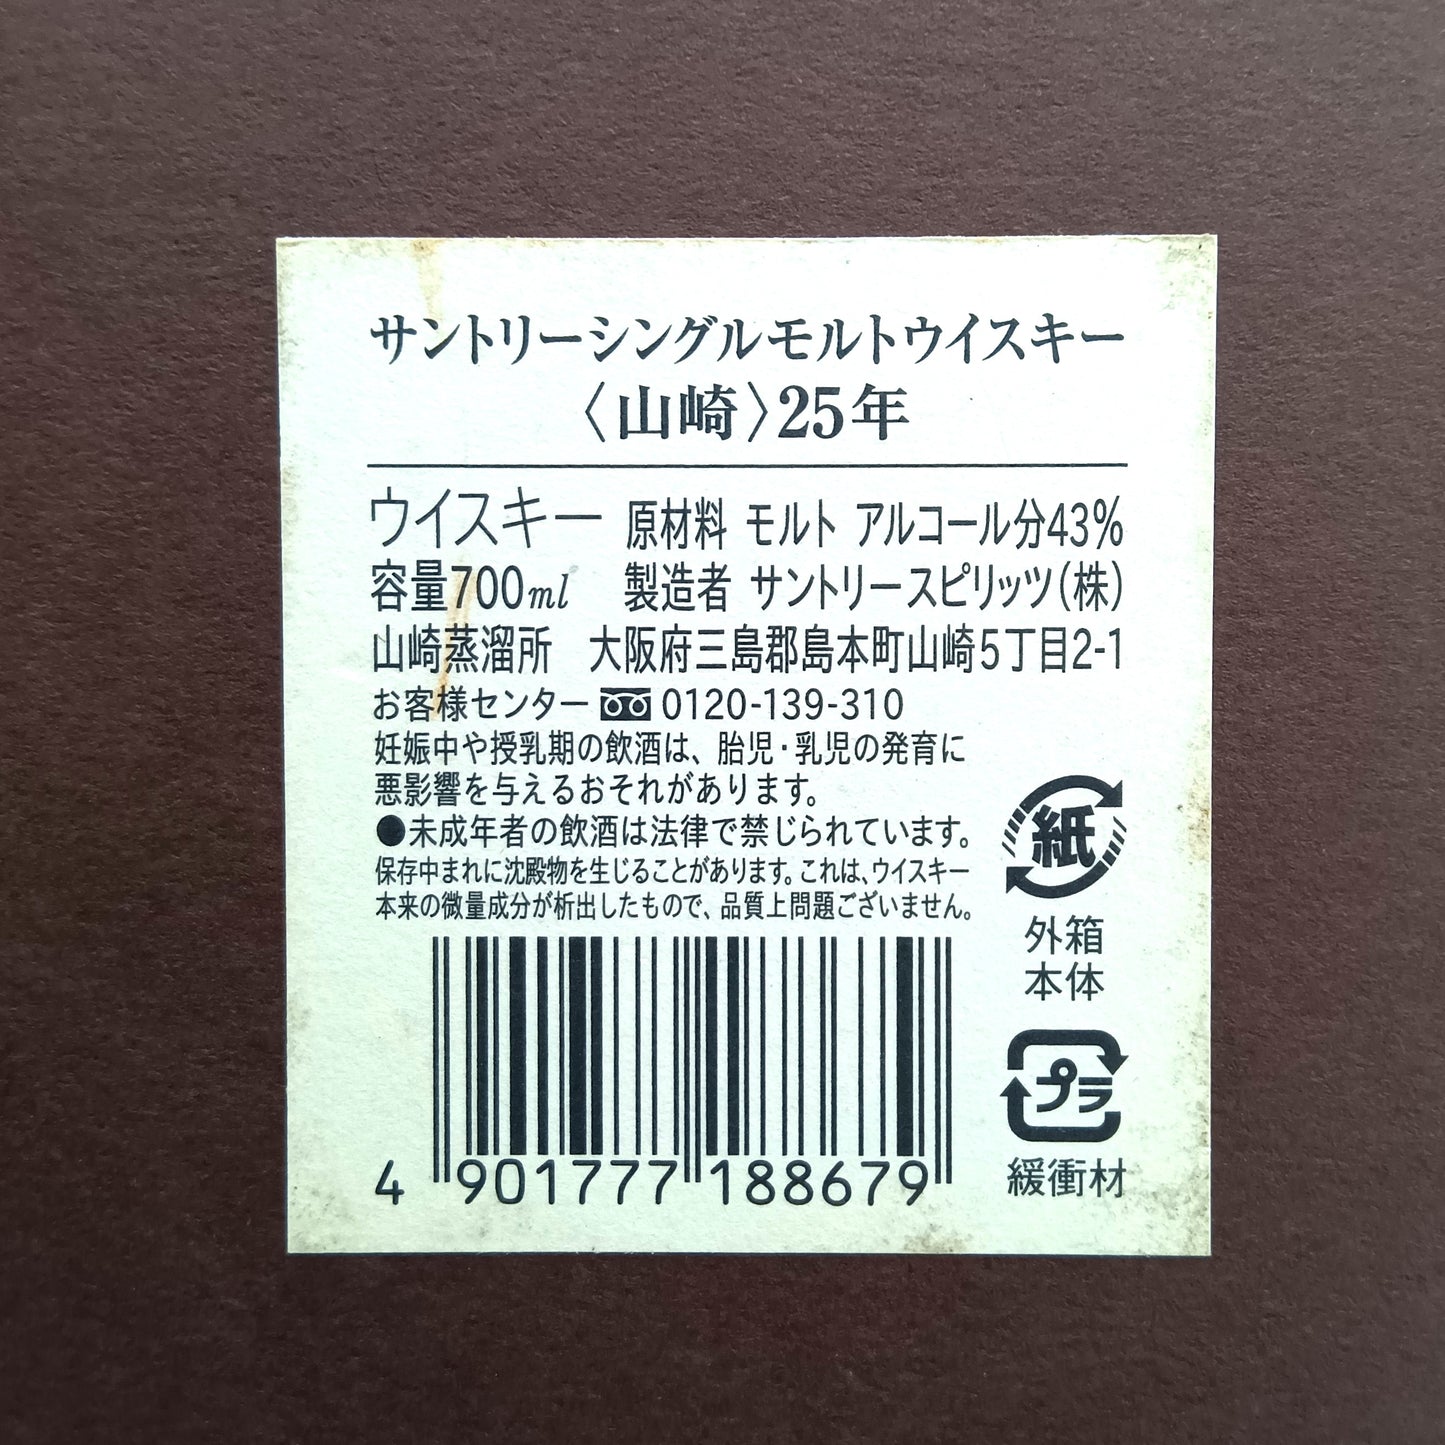 サントリーシングルモルトウイスキー
〈山崎〉25年
ウイスキー 原材料 モルト アルコール分43%
容量700ml 製造者 サントリースピリッツ(株)
山崎蒸溜所 大阪府三島郡島本町山崎5丁目2-1
お客様センター 0120-139-310
妊娠中や授乳期の飲酒は、胎児・乳児の発育に
悪影響を与えるおそれがあります。
●未成年者の飲酒は法律で禁じられています。
保存中まれに沈殿物を生じることがあります。これは、ウイスキー
本来の微量成分が析出したもので、品質上問題ございません。
紙
外箱
本体
プラ
緩衝材
4 901777 188679